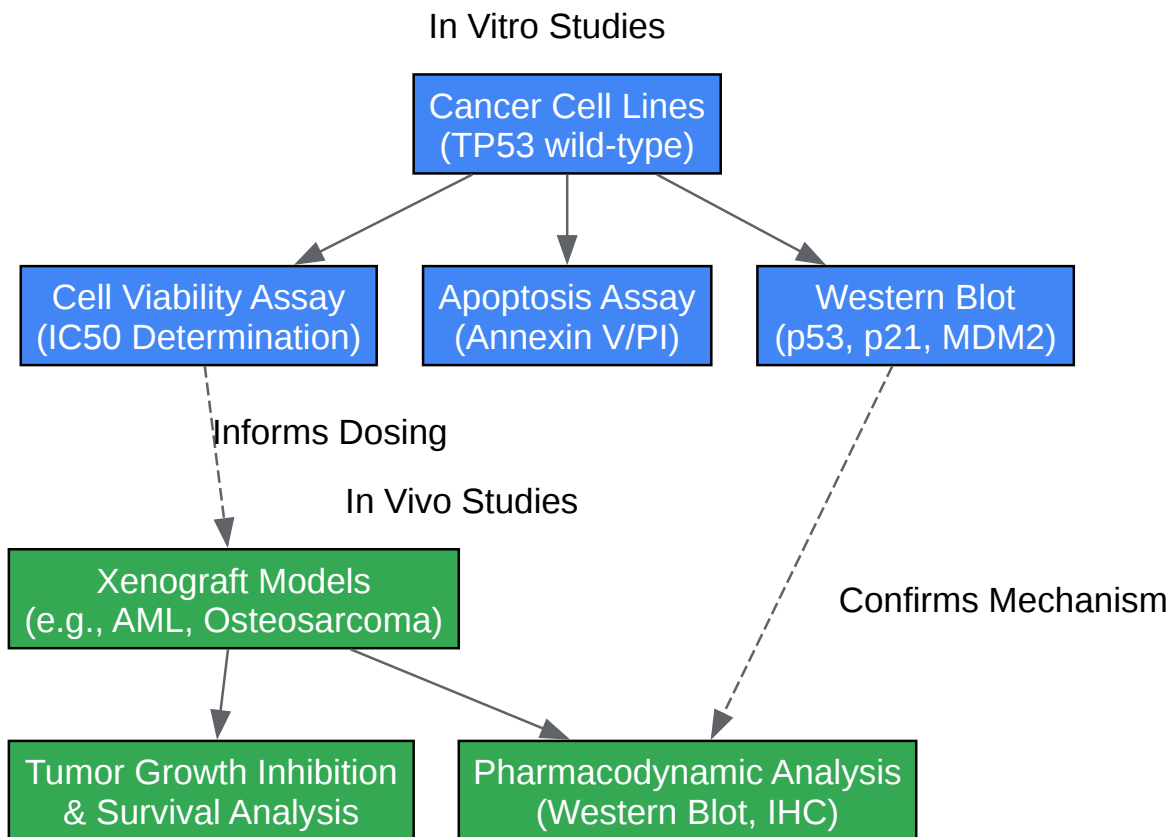 In Vitro Studies
Cancer Cell Lines
(TP53 wild-type)
Cell Viability Assay
(IC50 Determination)
Apoptosis Assay
(Annexin V/PI)
Western Blot
(p53, p21, MDM2)
Informs Dosing
In Vivo Studies
Xenograft Models
(e.g., AML, Osteosarcoma)
Confirms Mechanism
Tumor Growth Inhibition
& Survival Analysis
Pharmacodynamic Analysis
(Western Blot, IHC)